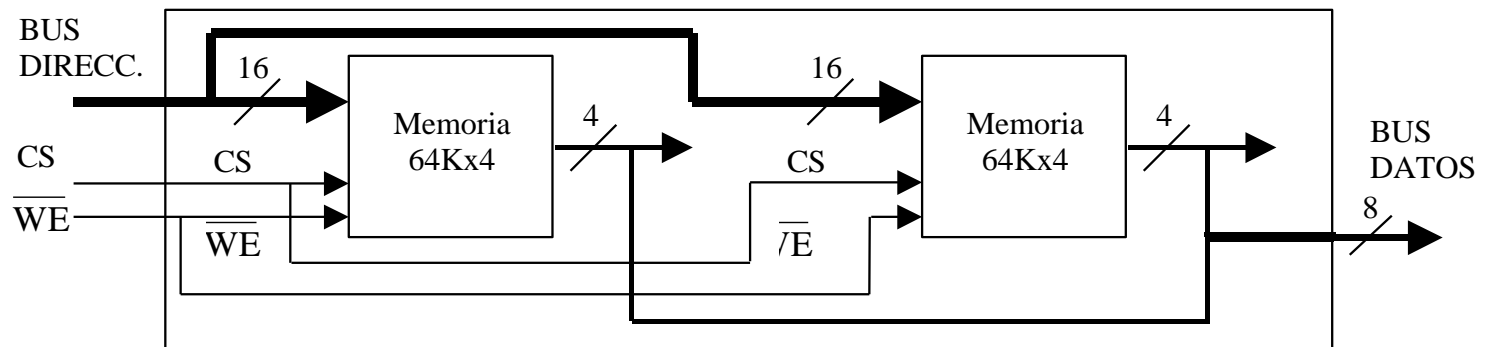 BUS
DIRECC.
16
16
Memoria
64Kx4
4
Memoria
64Kx4
4
BUS
DATOS
CS
CS
CS
WE
WE
8